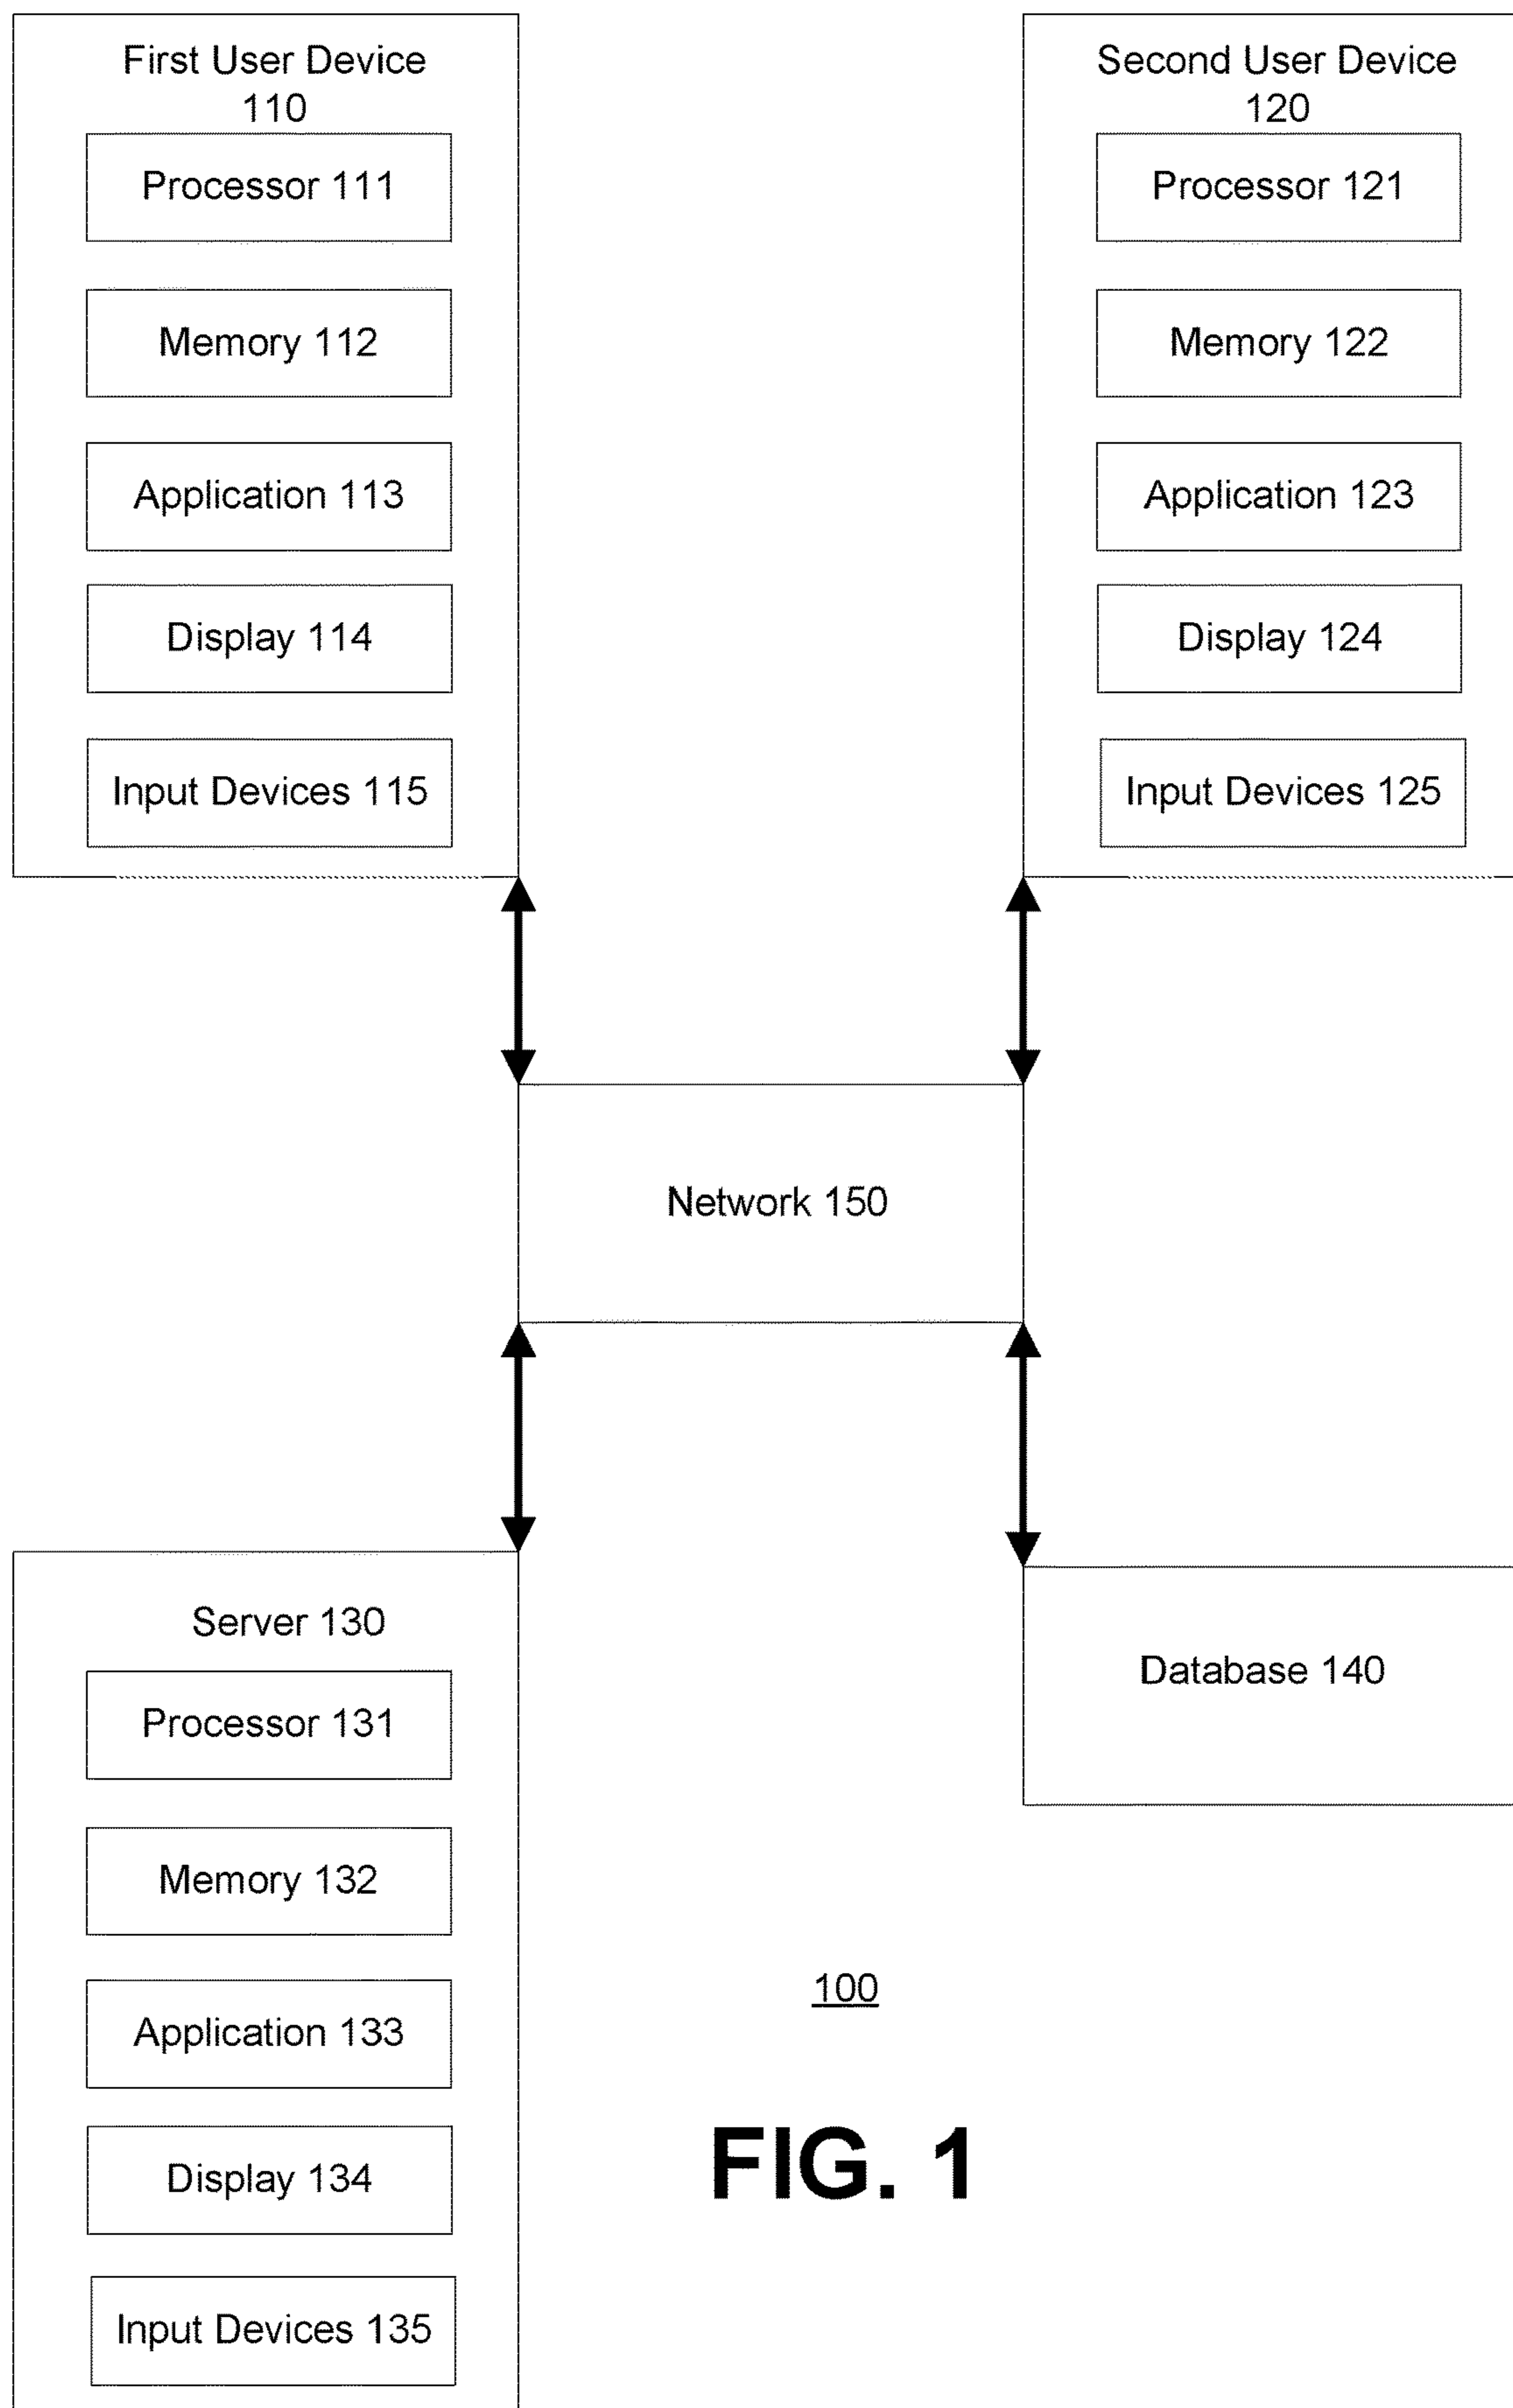 First User Device
110
Processor 111
Memory 112
Application 113
Display 114
Input Devices 115
Second User Device
120
Processor 121
Memory 122
Application 123
Display 124
Input Devices 125
Network 150
Server 130
Processor 131
Memory 132
Application 133
Display 134
Input Devices 135
Database 140
100
FIG. 1